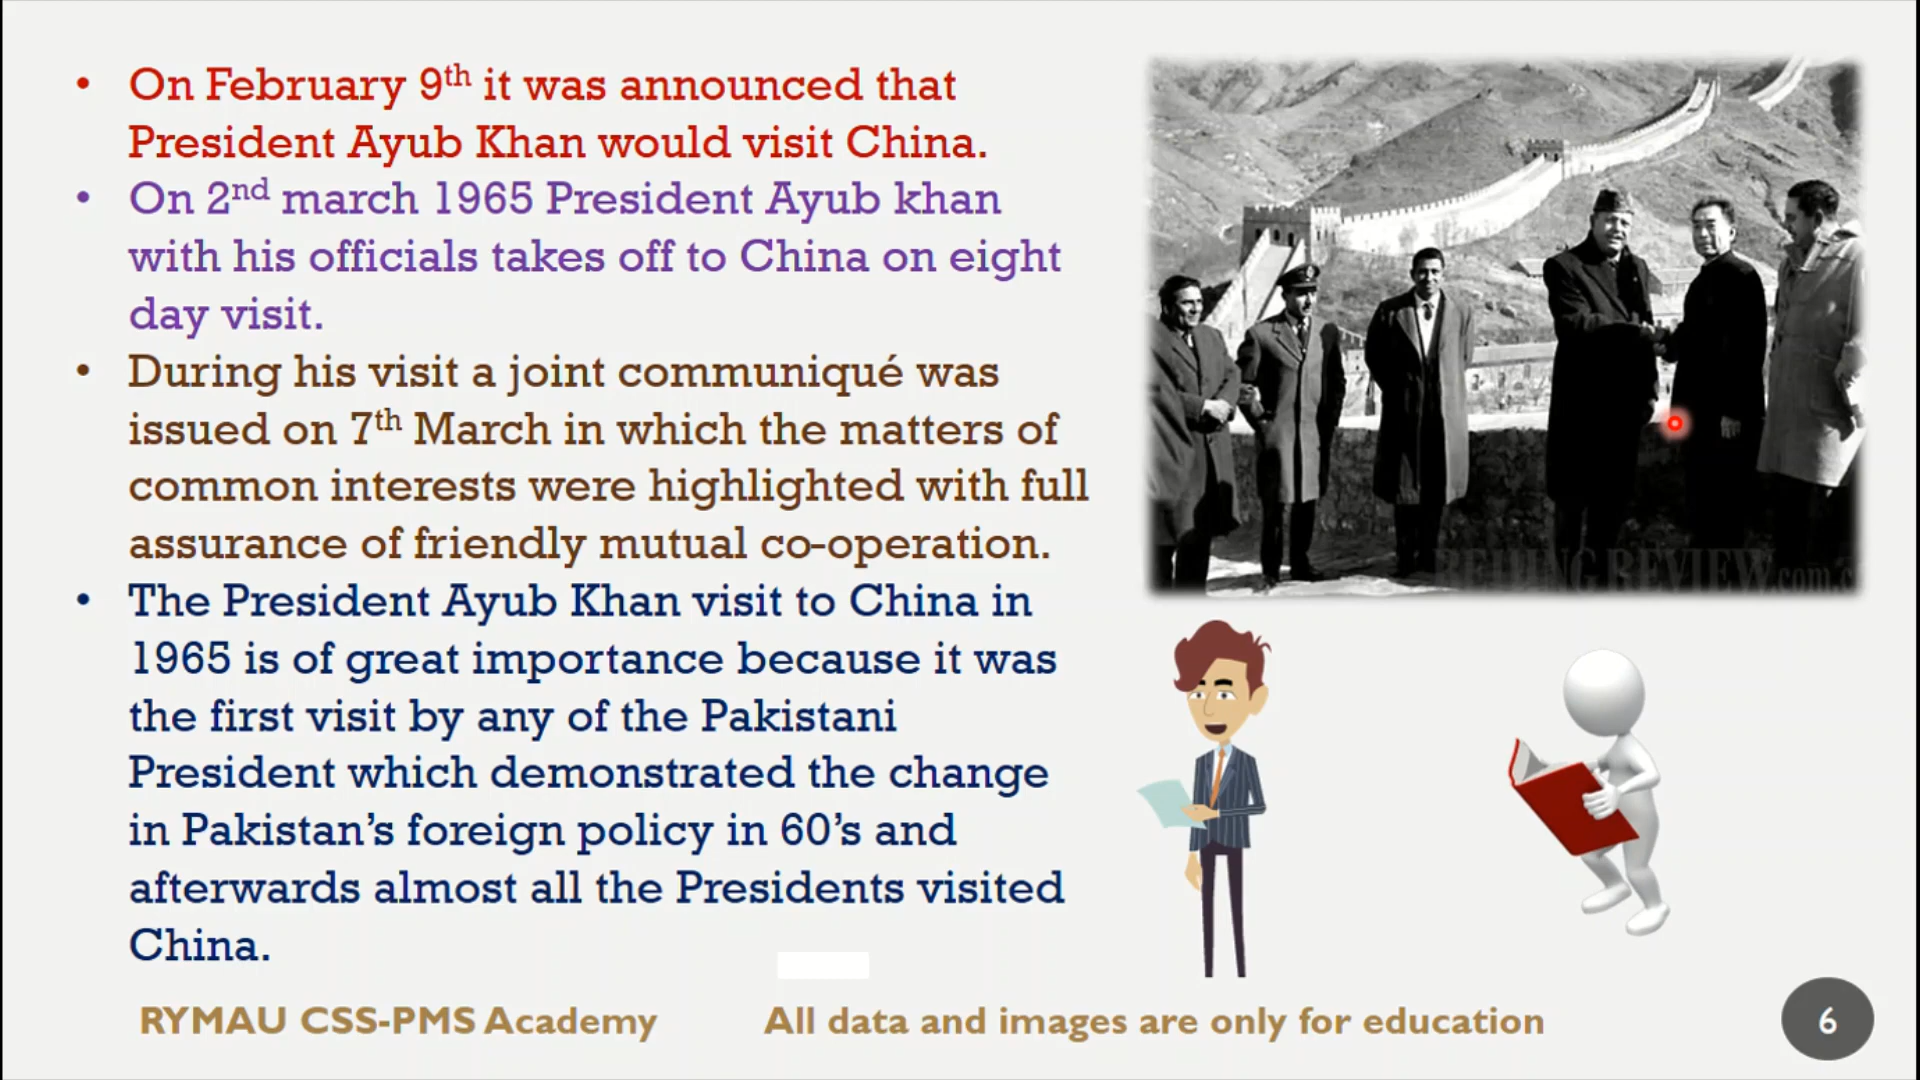 • On February 9th it was announced that
President Ayub Khan would visit China.
• On 2nd march 1965 President Ayub khan
with his officials takes off to China on eight
day visit.
• During his visit a joint communiqué was
issued on 7th March in which the matters of
common interests were highlighted with full
assurance of friendly mutual co-operation.
• The President Ayub Khan visit to China in
1965 is of great importance because it was
the first visit by any of the Pakistani
President which demonstrated the change
in Pakistan’s foreign policy in 60’s and
afterwards almost all the Presidents visited
China.
BEIJING REVIEW.com.c
RYMAU CSS-PMS Academy
All data and images are only for education
6